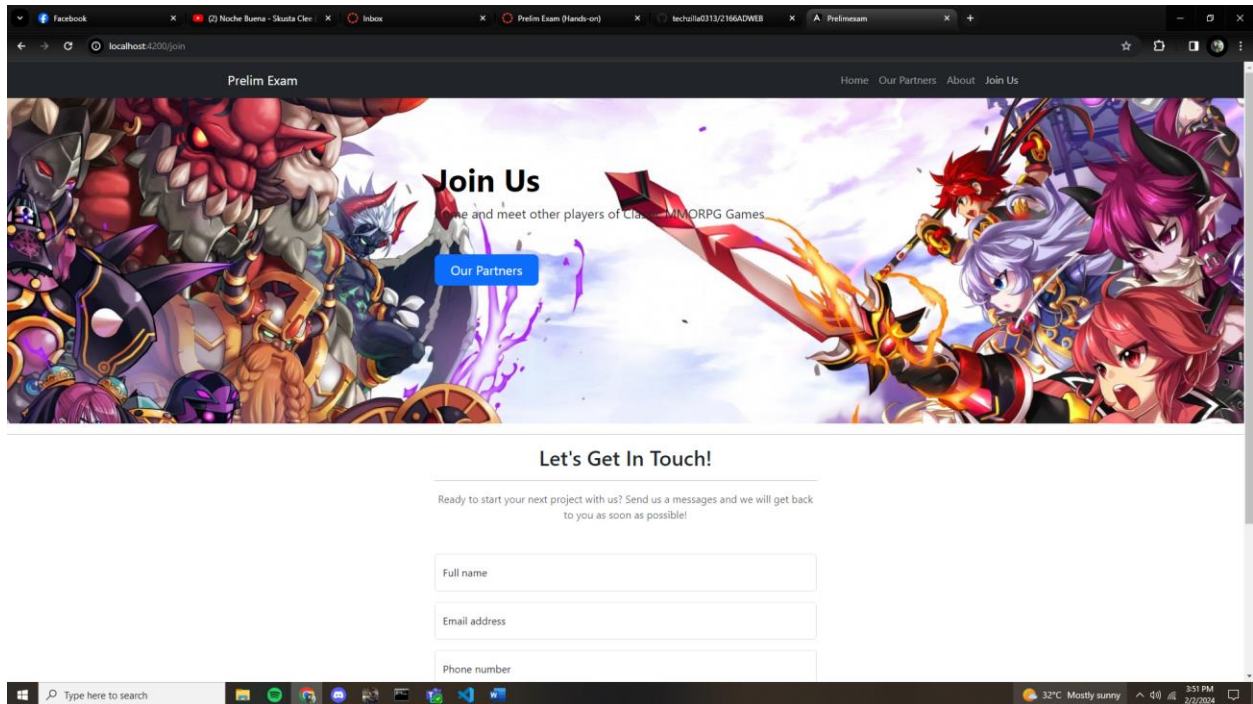 Facebook
(2) Noche Buena - Skusta Clee
Inbox
Prelim Exam (Hands-on)
techzilla0313/2166ADWEB
Prelimexam
localhost:4200/join
Prelim Exam
Home Our Partners About Join Us
Join Us
and meet other players of MMORPG Games
Our Partners
Let's Get In Touch!
Ready to start your next project with us? Send us a messages and we will get back
to you as soon as possible!
Full name
Email address
Phone number
Type here to search
32°C Mostly sunny
3:51 PM
2/2/2024